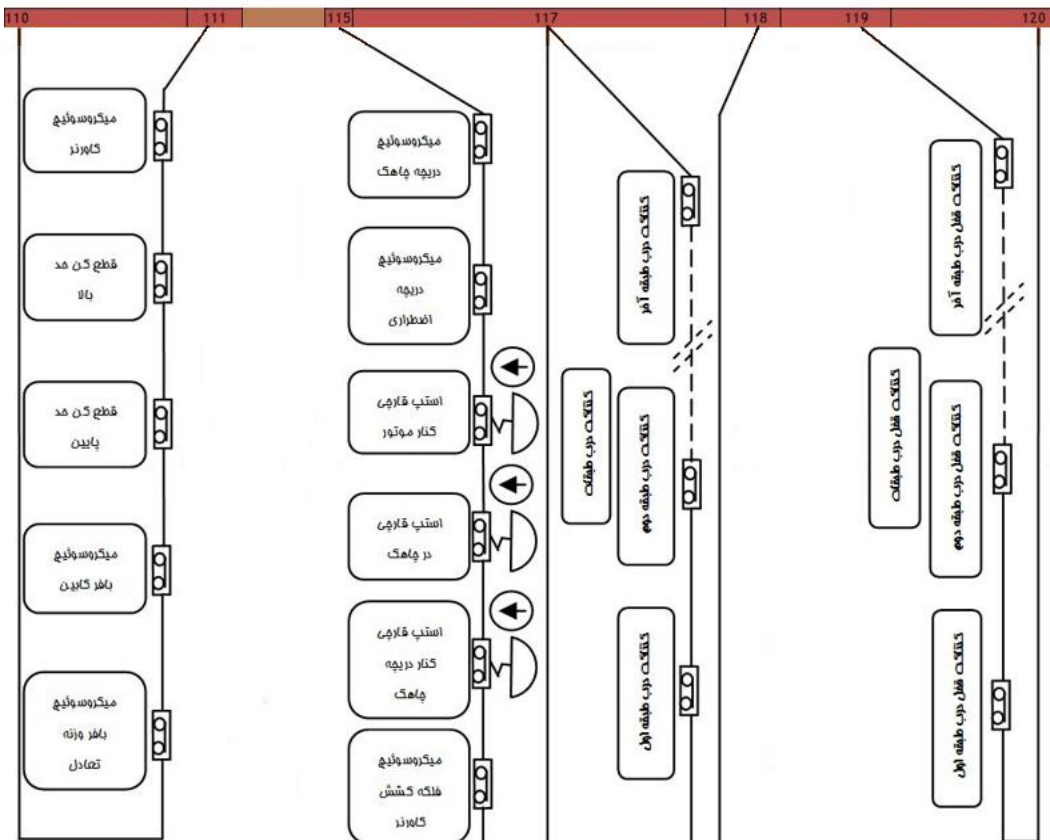 110
111
115
117
118
119
120
میکروسوئیچ
گاورنر
قطع کن حد
بالا
قطع کن حد
پایین
میکروسوئیچ
بافر کابین
میکروسوئیچ
بافر وزنه
تعادل
میکروسوئیچ
دریچه چاهک
میکروسوئیچ
دریچه
اضطراری
استپ قارچی
کنار موتور
استپ قارچی
در چاهک
استپ قارچی
کنار دریچه
چاهک
میکروسوئیچ
فلکه کشش
گاورنر
کنتاکت درب طبقات
کنتاکت درب طبقه آخر
کنتاکت درب طبقه دوم
کنتاکت درب طبقه اول
کنتاکت قفل درب طبقات
کنتاکت قفل درب طبقه آخر
کنتاکت قفل درب طبقه دوم
کنتاکت قفل درب طبقه اول